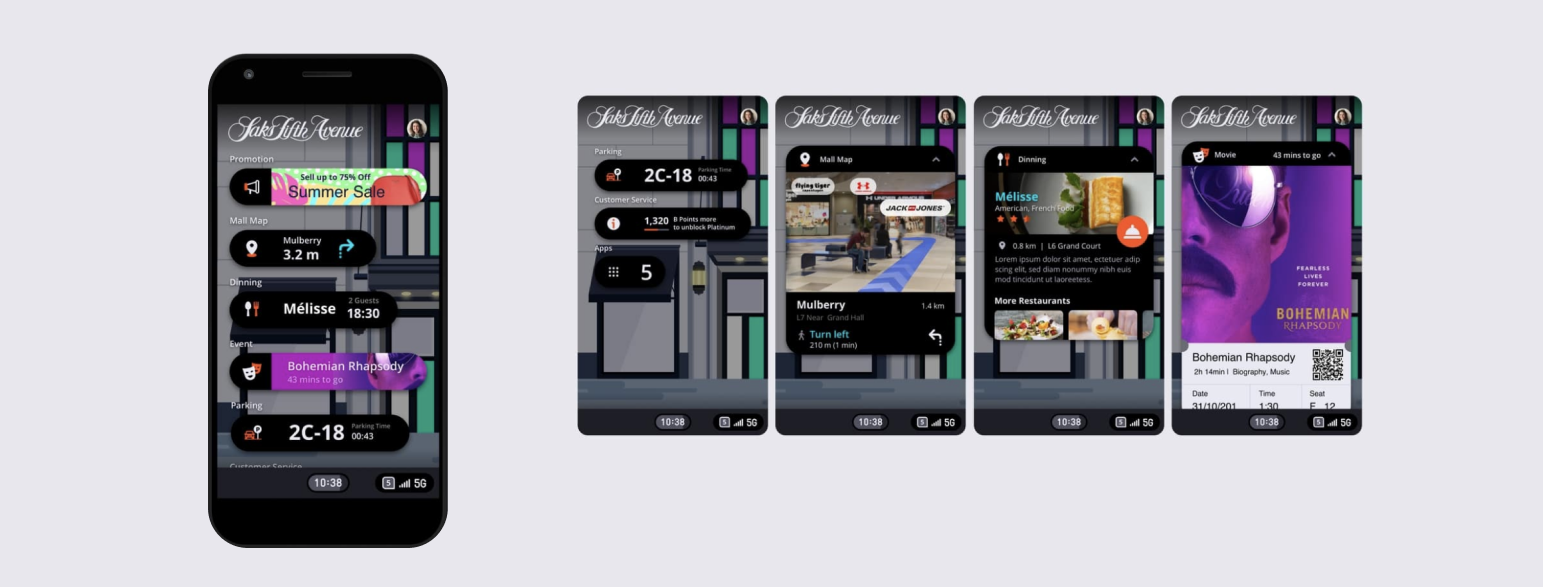 Saks Fifth Avenue
Promotion
Sell up to 75% Off
Summer Sale
Mall Map
Mulberry
3.2 m
Dinning
Mélisse
2 Guests
18:30
Event
Bohemian Rhapsody
43 mins to go
Parking
2C-18
Parking Time
00:43
Customer Service
10:38
5
5G
Saks Fifth Avenue
Parking
2C-18
Parking Time
00:43
Customer Service
1,320
B Points more
to unblock Platinum
Apps
5
10:38
5
5G
Saks Fifth Avenue
Mall Map
flying tiger
UNDER ARMOUR
JACK JONES
Mulberry
1.4 km
L7 Near Grand Hall
Turn left
210 m (1 min)
10:38
5
5G
Saks Fifth Avenue
Dinning
Mélisse
American, French Food
0.8 km | L6 Grand Court
Lorem ipsum dolor sit amet, ectetuer adip
scing elit, sed diam nonummy nibh euis
mod tincidunt ut laoreetess.
More Restaurants
10:38
5
5G
Saks Fifth Avenue
Movie
43 mins to go
FEARLESS
LIVES
FOREVER
BOHEMIAN
RHAPSODY
Bohemian Rhapsody
2h 14min | Biography, Music
Date
Time
Seat
31/10/201
1:30
F 12
10:38
5
5G